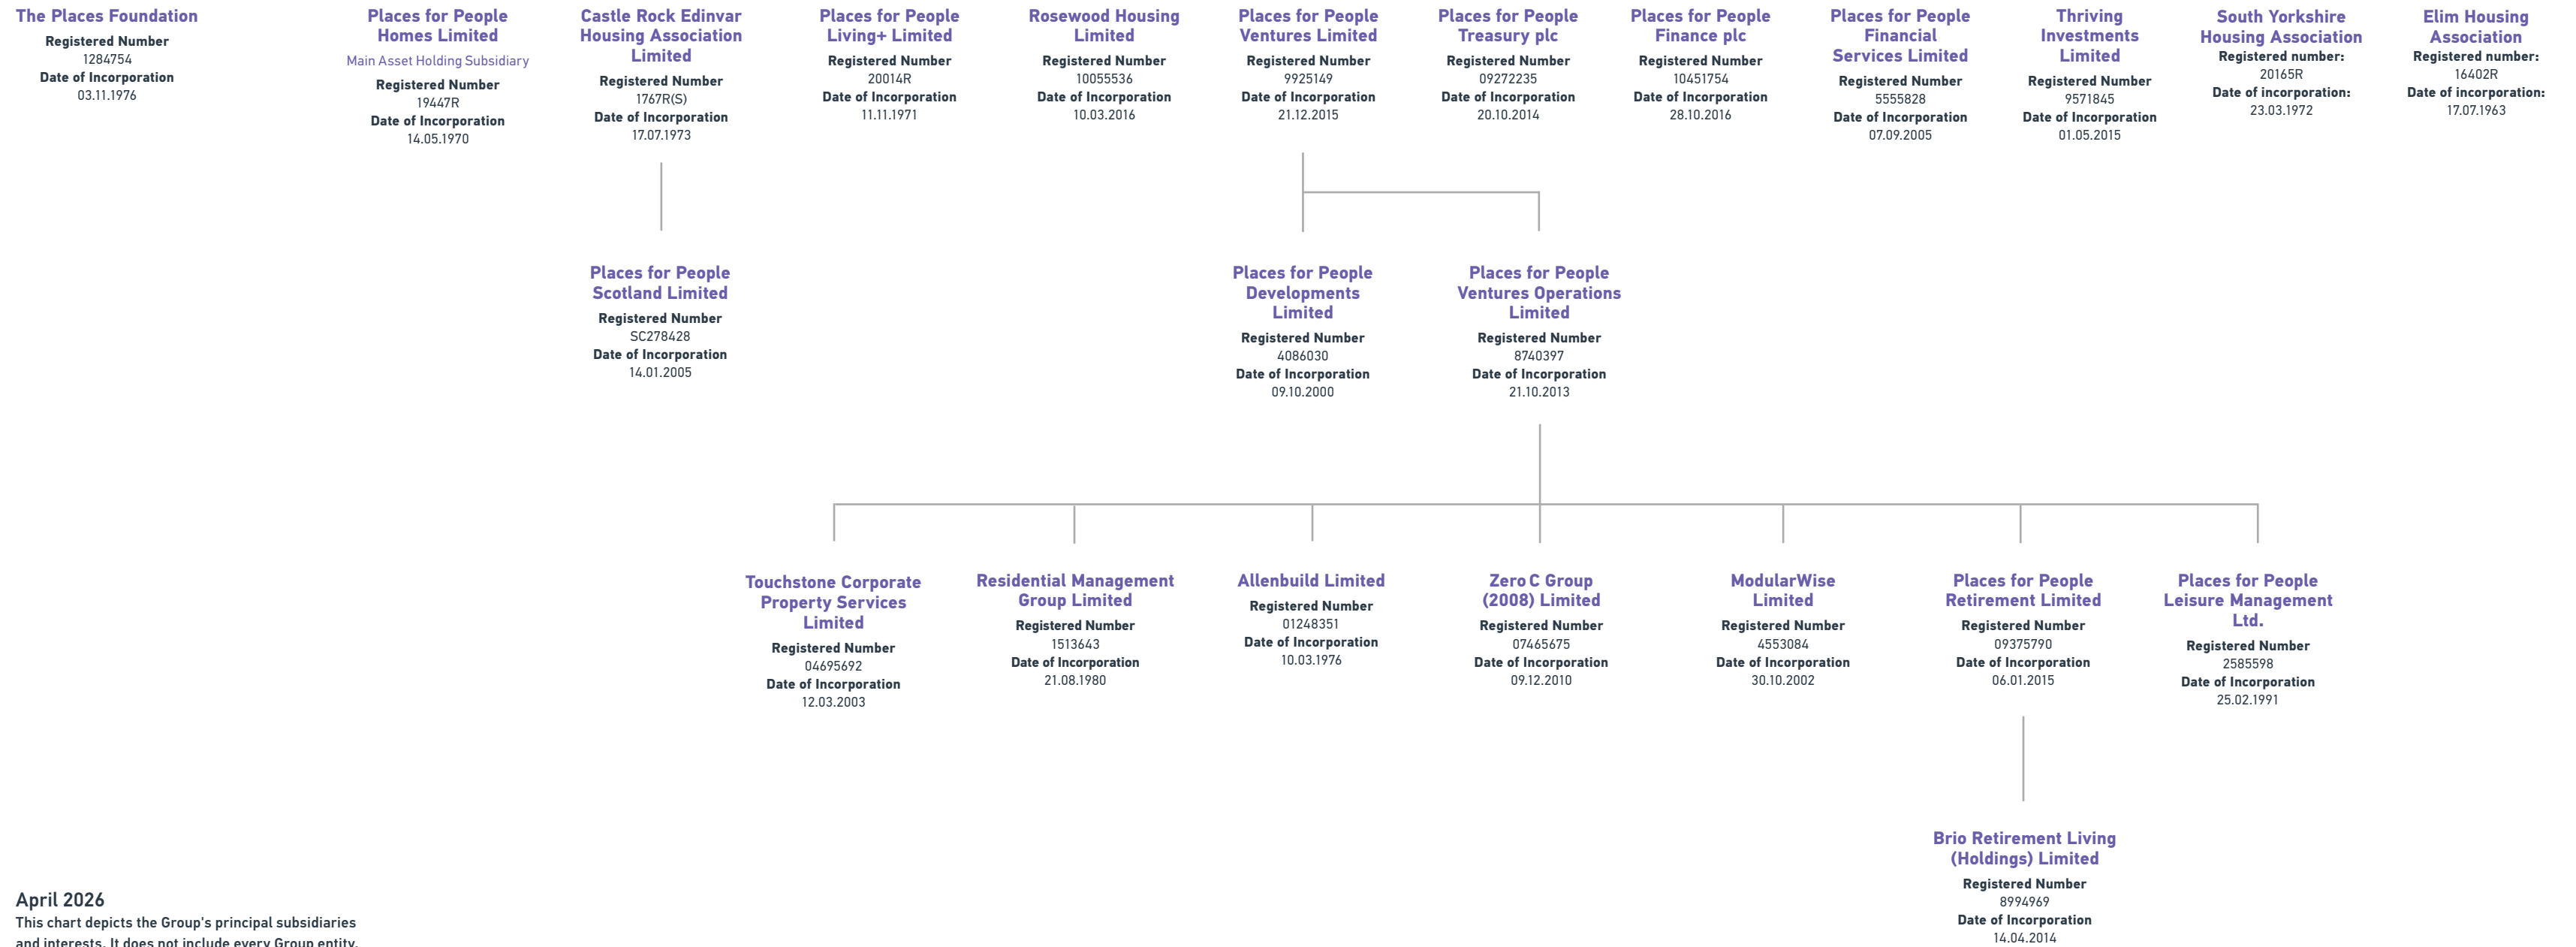 The Places Foundation
Registered Number
1284754
Date of Incorporation
03.11.1976
Places for People
Homes Limited
Main Asset Holding Subsidiary
Registered Number
19447R
Date of Incorporation
14.05.1970
Castle Rock Edinvar
Housing Association
Limited
Registered Number
1767R(S)
Date of Incorporation
17.07.1973
Places for People
Living+ Limited
Registered Number
20014R
Date of Incorporation
11.11.1971
Rosewood Housing
Limited
Registered Number
10055536
Date of Incorporation
10.03.2016
Places for People
Ventures Limited
Registered Number
9925149
Date of Incorporation
21.12.2015
Places for People
Treasury plc
Registered Number
09272235
Date of Incorporation
20.10.2014
Places for People
Finance plc
Registered Number
10451754
Date of Incorporation
28.10.2016
Places for People
Financial
Services Limited
Registered Number
5555828
Date of Incorporation
07.09.2005
Thriving
Investments
Limited
Registered Number
9571845
Date of Incorporation
01.05.2015
South Yorkshire
Housing Association
Registered number:
20165R
Date of incorporation:
23.03.1972
Elim Housing
Association
Registered number:
16402R
Date of incorporation:
17.07.1963
Places for People
Scotland Limited
Registered Number
SC278428
Date of Incorporation
14.01.2005
Places for People
Developments
Limited
Registered Number
4086030
Date of Incorporation
09.10.2000
Places for People
Ventures Operations
Limited
Registered Number
8740397
Date of Incorporation
21.10.2013
Touchstone Corporate
Property Services
Limited
Registered Number
04695692
Date of Incorporation
12.03.2003
Residential Management
Group Limited
Registered Number
1513643
Date of Incorporation
21.08.1980
Allenbuild Limited
Registered Number
01248351
Date of Incorporation
10.03.1976
Zero C Group
(2008) Limited
Registered Number
07465675
Date of Incorporation
09.12.2010
ModularWise
Limited
Registered Number
4553084
Date of Incorporation
30.10.2002
Places for People
Retirement Limited
Registered Number
09375790
Date of Incorporation
06.01.2015
Places for People
Leisure Management
Ltd.
Registered Number
2585598
Date of Incorporation
25.02.1991
Brio Retirement Living
(Holdings) Limited
Registered Number
8994969
Date of Incorporation
14.04.2014
April 2026
This chart depicts the Group's principal subsidiaries
and interests. It does not include every Group entity.